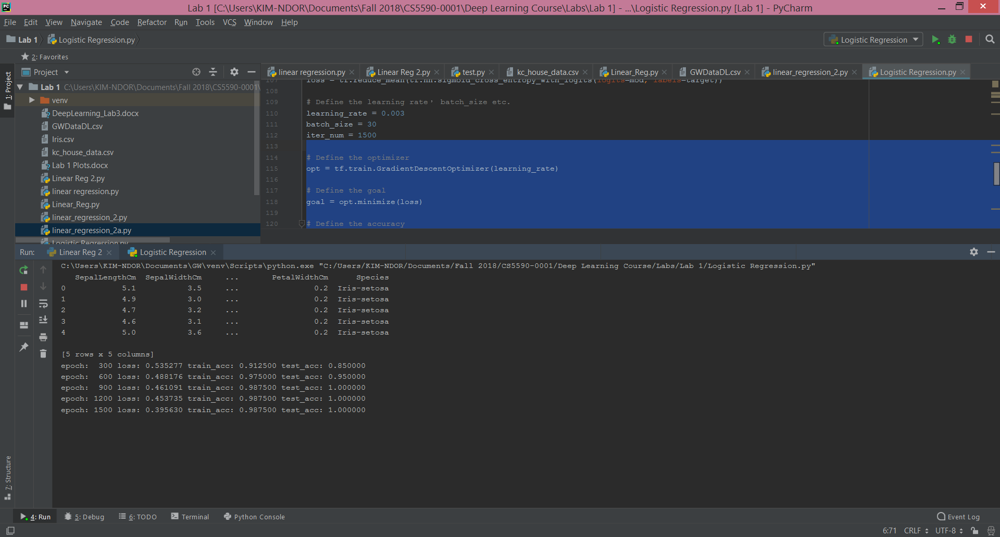 PC Lab 1 [C:\Users\KIM-NDOR\Documents\Fall 2018\CS5590-0001\Deep Learning Course\Labs\Lab 1] - ...\Logistic Regression.py [Lab 1] - PyCharm
File Edit View Navigate Code Refactor Run Tools VCS Window Help
Lab 1 Logistic Regression.py Logistic Regression
2: Favorites
1: Project
Project
linear regression.py Linear Reg 2.py test.py kc_house_data.csv Linear_Reg.py GWDataDL.csv linear_regression_2.py Logistic Regression.py
Lab 1 C:\Users\KIM-NDOR\Documents\Fall 2018\CS5590-0001\
venv
DeepLearning_Lab3.docx
GWDataDL.csv
Iris.csv
kc_house_data.csv
Lab 1 Plots.docx
Linear Reg 2.py
linear regression.py
Linear_Reg.py
linear_regression_2.py
linear_regression_2a.py
Logistic Regression.py
107 loss = tf.reduce_mean(tf.nn.sigmoid_cross_entropy_with_logits(logits=mod, labels=target))
108
109 # Define the learning rate， batch_size etc.
110 learning_rate = 0.003
111 batch_size = 30
112 iter_num = 1500
113
114 # Define the optimizer
115 opt = tf.train.GradientDescentOptimizer(learning_rate)
116
117 # Define the goal
118 goal = opt.minimize(loss)
119
120 # Define the accuracy
Run: Linear Reg 2 Logistic Regression
C:\Users\KIM-NDOR\Documents\GW\venv\Scripts\python.exe "C:/Users/KIM-NDOR/Documents/Fall 2018/CS5590-0001/Deep Learning Course/Labs/Lab 1/Logistic Regression.py"
SepalLengthCm SepalWidthCm ... PetalWidthCm Species
0 5.1 3.5 ... 0.2 Iris-setosa
1 4.9 3.0 ... 0.2 Iris-setosa
2 4.7 3.2 ... 0.2 Iris-setosa
3 4.6 3.1 ... 0.2 Iris-setosa
4 5.0 3.6 ... 0.2 Iris-setosa
[5 rows x 5 columns]
epoch: 300 loss: 0.535277 train_acc: 0.912500 test_acc: 0.850000
epoch: 600 loss: 0.488176 train_acc: 0.975000 test_acc: 0.950000
epoch: 900 loss: 0.461091 train_acc: 0.987500 test_acc: 1.000000
epoch: 1200 loss: 0.453735 train_acc: 0.987500 test_acc: 1.000000
epoch: 1500 loss: 0.395630 train_acc: 0.987500 test_acc: 1.000000
7: Structure
4: Run 5: Debug 6: TODO Terminal Python Console Event Log
6:71 CRLF UTF-8